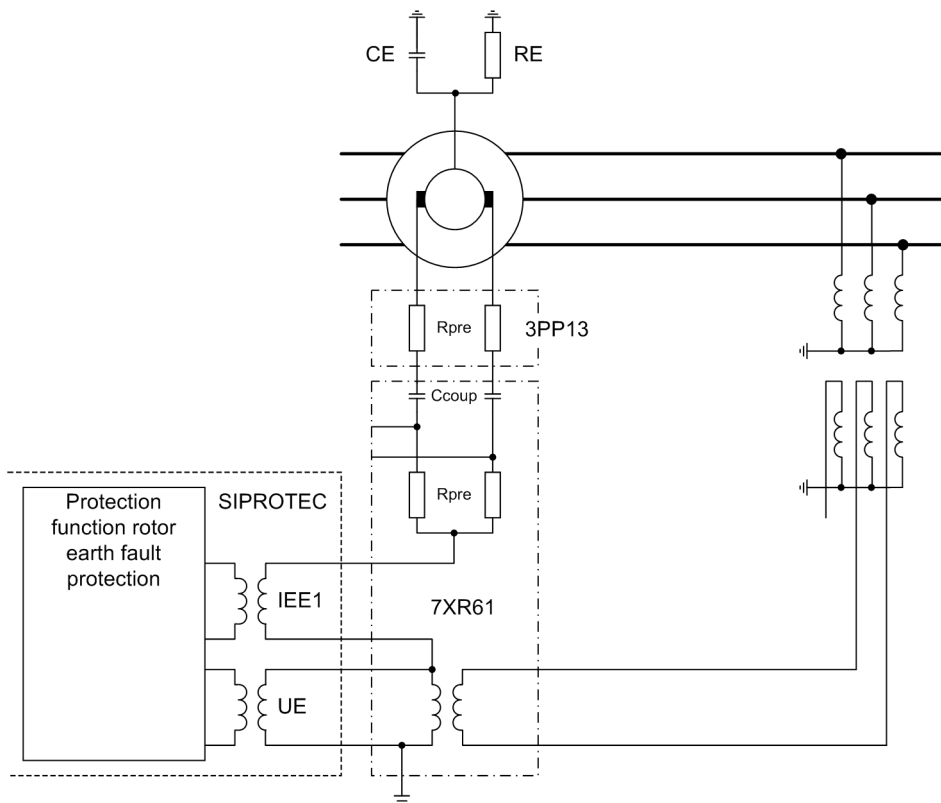 CE
RE
Rpre
3PP13
Ccoup
Rpre
SIPROTEC
Protection
function rotor
earth fault
protection
IEE1
7XR61
UE